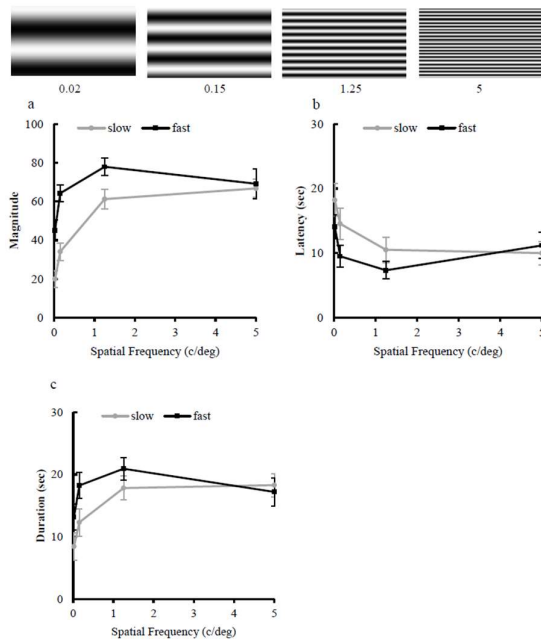 0.02 0.15 1.25 5
a b
slow fast
100
80
60
40
20
0
Magnitude
0 1 2 3 4 5
Spatial Frequency (c/deg)
slow fast
30
20
10
0
Latency (sec)
0 1 2 3 4 5
Spatial Frequency (c/deg)
c
slow fast
30
20
10
0
Duration (sec)
0 1 2 3 4 5
Spatial Frequency (c/deg)